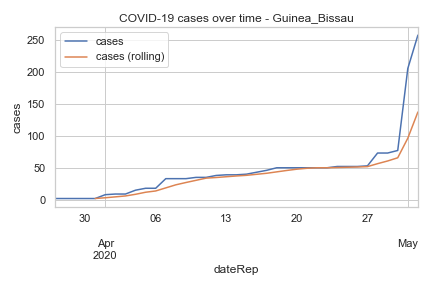 COVID-19 cases over time - Guinea_Bissau
cases
cases (rolling)
250
200
150
100
50
0
cases
30
06
13
20
27
Apr
2020
May
dateRep